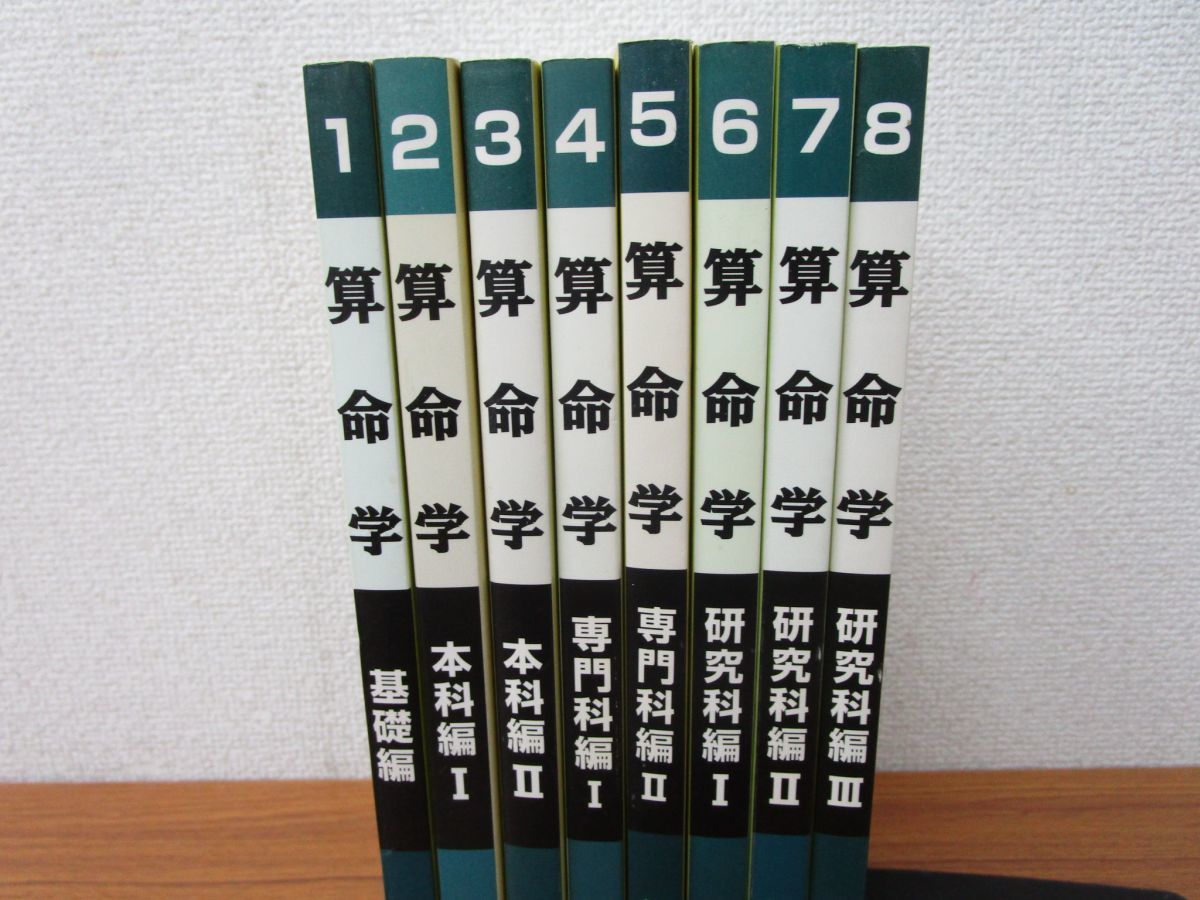 1
算命学
基礎編
2
算命学
本科編 I
3
算命学
本科編 II
4
算命学
専門科編 I
5
算命学
専門科編 II
6
算命学
研究科編 I
7
算命学
研究科編 II
8
算命学
研究科編 III